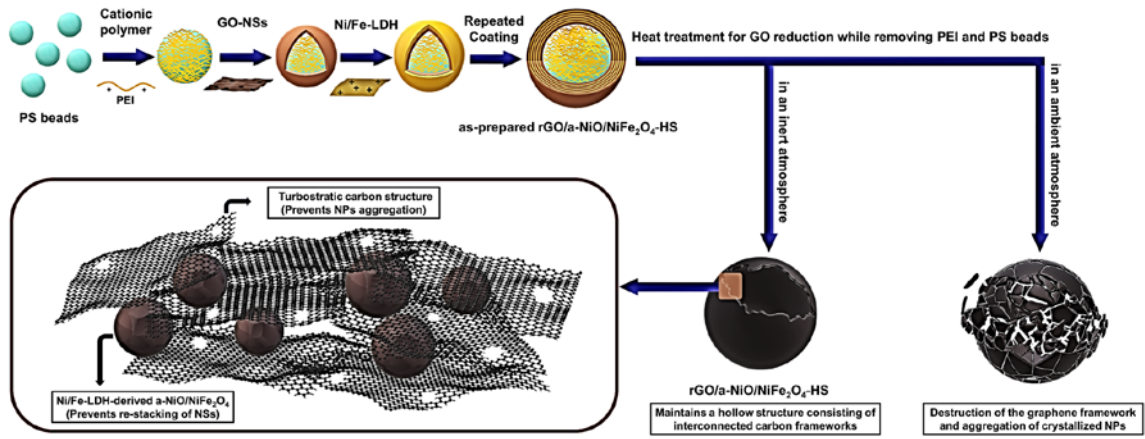 Cationic
polymer
GO-NSs
Ni/Fe-LDH
Repeated
Coating
Heat treatment for GO reduction while removing PEI and PS beads
+ +
PEI
PS beads
as-prepared rGO/a-NiO/NiFe₂O₄-HS
in an inert atmosphere
in an ambient atmosphere
Turbostratic carbon structure
(Prevents NPs aggregation)
Ni/Fe-LDH-derived a-NiO/NiFe₂O₄
(Prevents re-stacking of NSs)
rGO/a-NiO/NiFe₂O₄-HS
Maintains a hollow structure consisting of
interconnected carbon frameworks
Destruction of the graphene framework
and aggregation of crystallized NPs